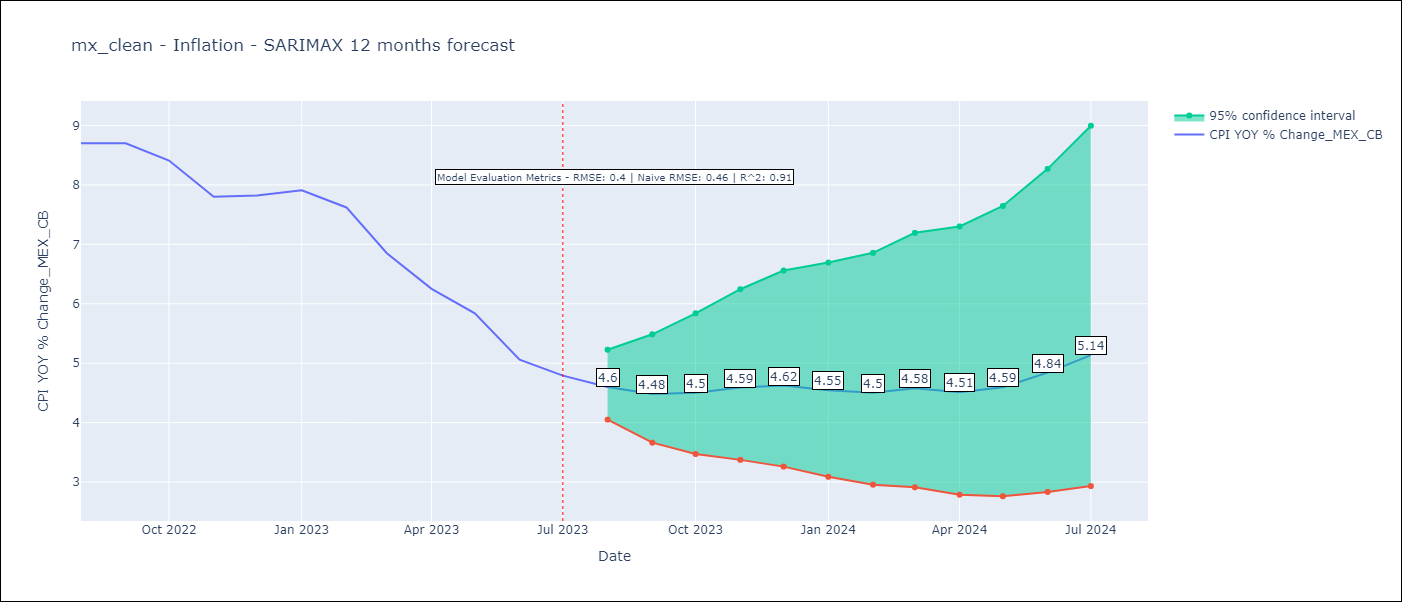 mx_clean - Inflation - SARIMAX 12 months forecast
95% confidence interval
CPI YOY % Change_MEX_CB
Model Evaluation Metrics - RMSE: 0.4 | Naive RMSE: 0.46 | R^2: 0.91
CPI YOY % Change_MEX_CB
9
8
7
6
5
4
3
4.6
4.48
4.5
4.59
4.62
4.55
4.5
4.58
4.51
4.59
4.84
5.14
Oct 2022
Jan 2023
Apr 2023
Jul 2023
Oct 2023
Jan 2024
Apr 2024
Jul 2024
Date